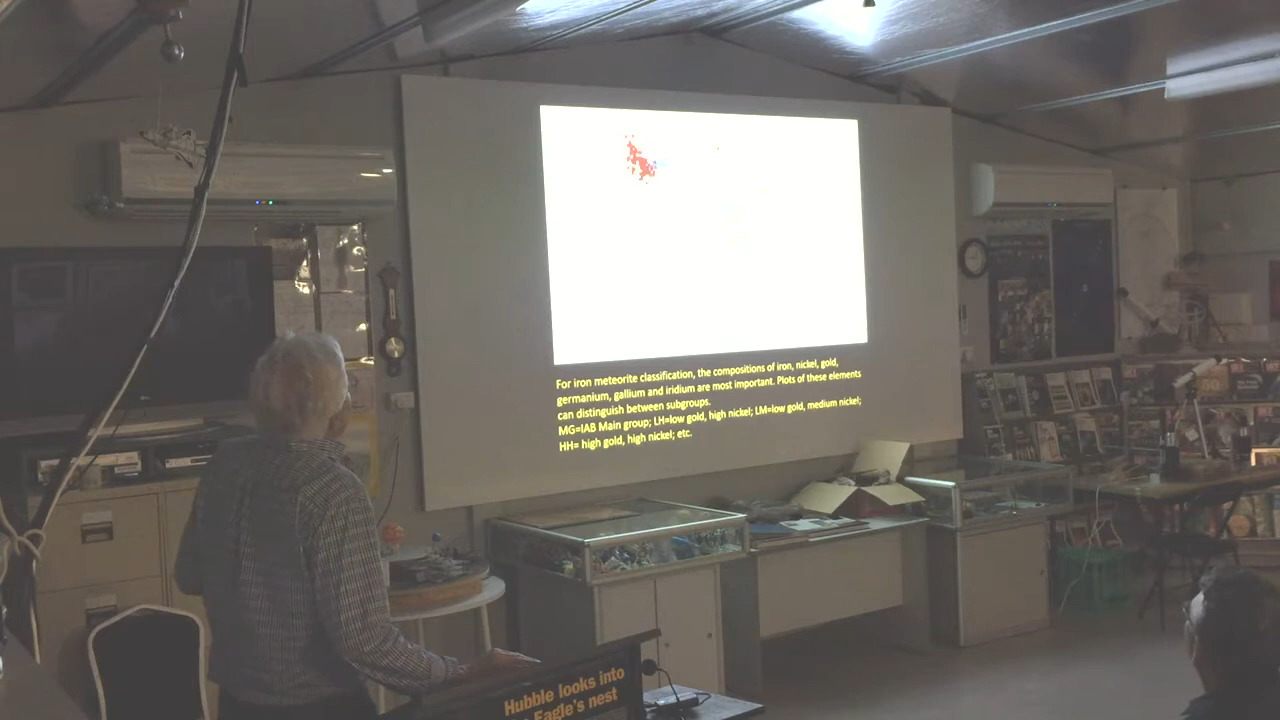 For iron meteorite classification, the compositions of iron, nickel, gold,
germanium, gallium and iridium are most important. Plots of these elements
can distinguish between subgroups.
MG=IAB Main group; LH=low gold, high nickel; LM=low gold, medium nickel;
HH= high gold, high nickel; etc.
Hubble looks into
Eagle's nest